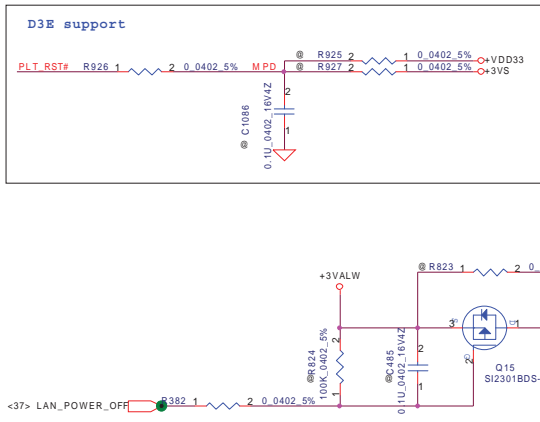 D3E support
@ R925 2 1 0_0402_5% +VDD33
PLT_RST# R926 1 2 0_0402_5% MPD @ R927 2 1 0_0402_5% +3VS
2
@ C1086
0.1U_0402_16V4Z
1
@ R823 1 2 0_
+3VALW
3 S D 1
2
@R824
100K_0402_5%
1
2
@C485
0.1U_0402_16V4Z
1
G
2
Q15
SI2301BDS-
<37> LAN_POWER_OFF R382 1 2 0_0402_5%